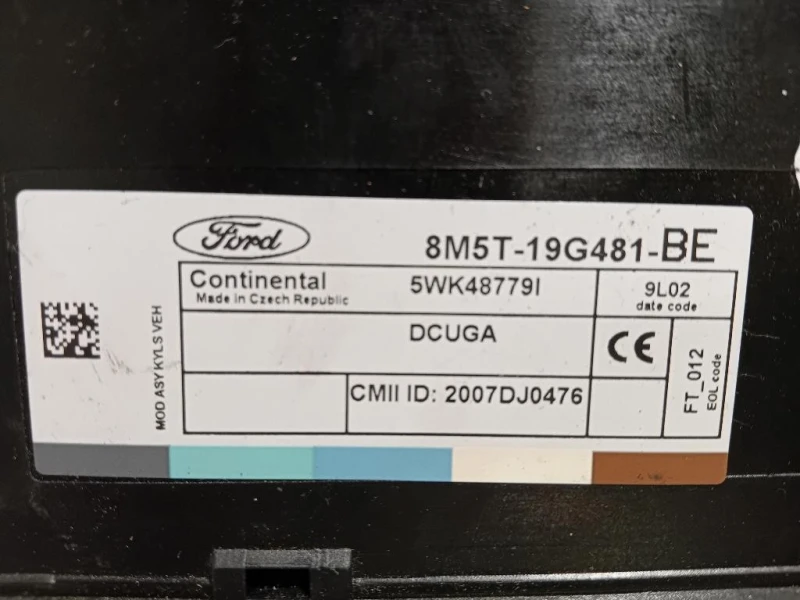 Ford
8M5T-19G481-BE
Continental
Made in Czech Republic
5WK48779I
9L02
date code
DCUGA
CE
CMII ID: 2007DJ0476
FT_012
EOL code
MOD ASY KYLS VEH